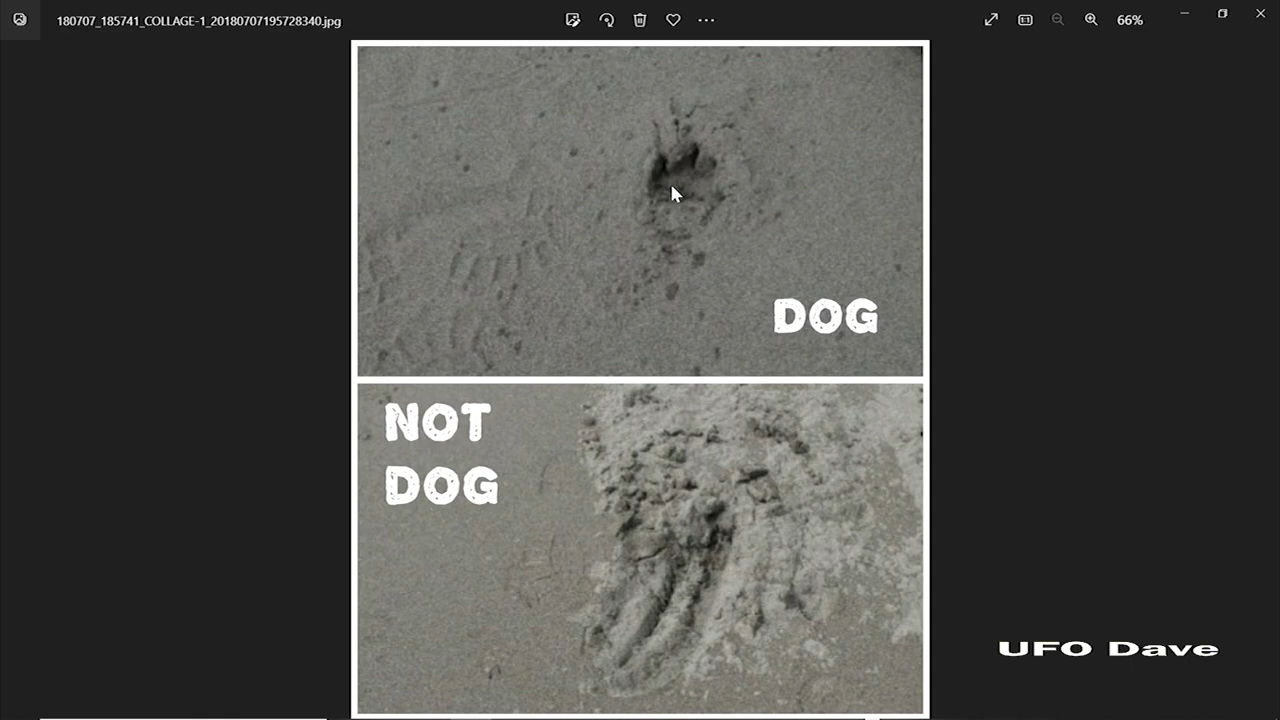 180707_185741_COLLAGE-1_20180707195728340.jpg
66%
DOG
NOT
DOG
UFO Dave